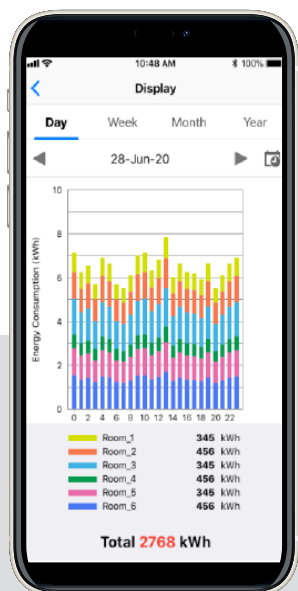 10:48 AM
100%
Display
Day Week Month Year
28-Jun-20
Energy Consumption (kWh)
10
8
6
4
2
0
0 2 4 6 8 10 12 14 16 18 20 22
Room_1 345 kWh
Room_2 456 kWh
Room_3 345 kWh
Room_4 456 kWh
Room_5 345 kWh
Room_6 456 kWh
Total 2768 kWh